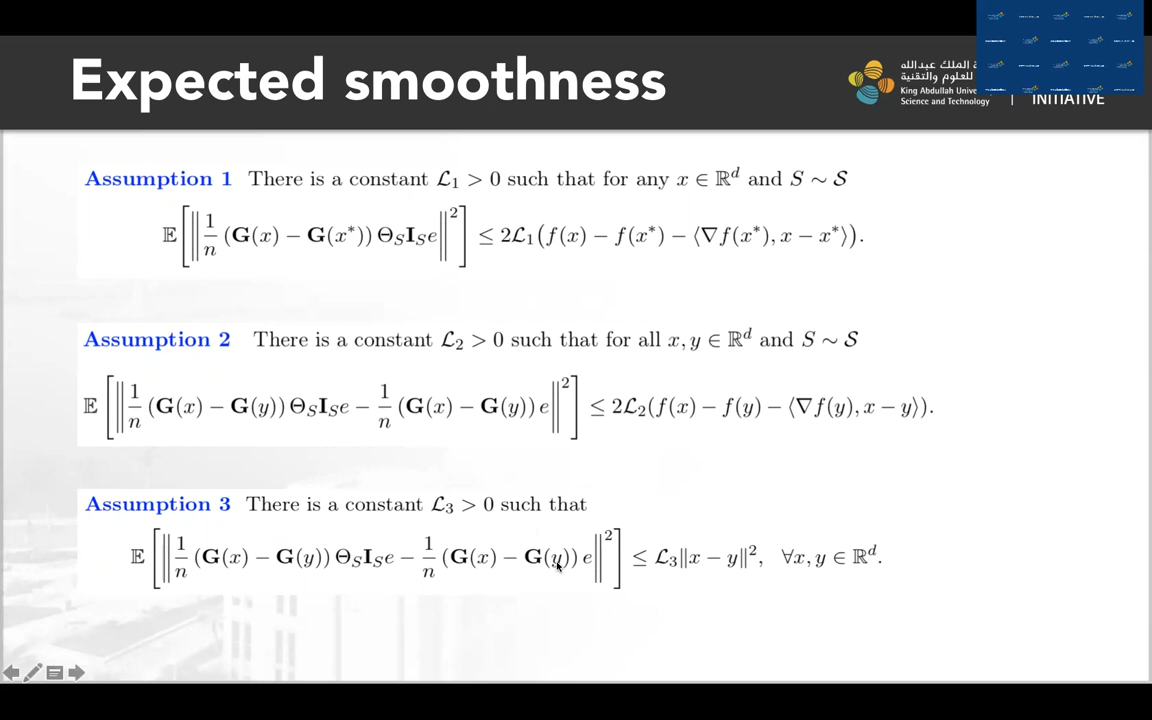 Expected smoothness
الملك عبدالله
للعلوم والتقنية
King Abdullah
Science and Technology
INITIATIVE
Assumption 1 There is a constant ℒ₁ > 0 such that for any x ∈ ℝᵈ and S ∼ 𝒮
𝔼[‖1/n (G(x) − G(x*)) Θ_S I_S e‖²] ≤ 2ℒ₁(f(x) − f(x*) − ⟨∇f(x*), x − x*⟩).
Assumption 2 There is a constant ℒ₂ > 0 such that for all x, y ∈ ℝᵈ and S ∼ 𝒮
𝔼[‖1/n (G(x) − G(y)) Θ_S I_S e − 1/n (G(x) − G(y)) e‖²] ≤ 2ℒ₂(f(x) − f(y) − ⟨∇f(y), x − y⟩).
Assumption 3 There is a constant ℒ₃ > 0 such that
𝔼[‖1/n (G(x) − G(y)) Θ_S I_S e − 1/n (G(x) − G(y)) e‖²] ≤ ℒ₃‖x − y‖², ∀x, y ∈ ℝᵈ.